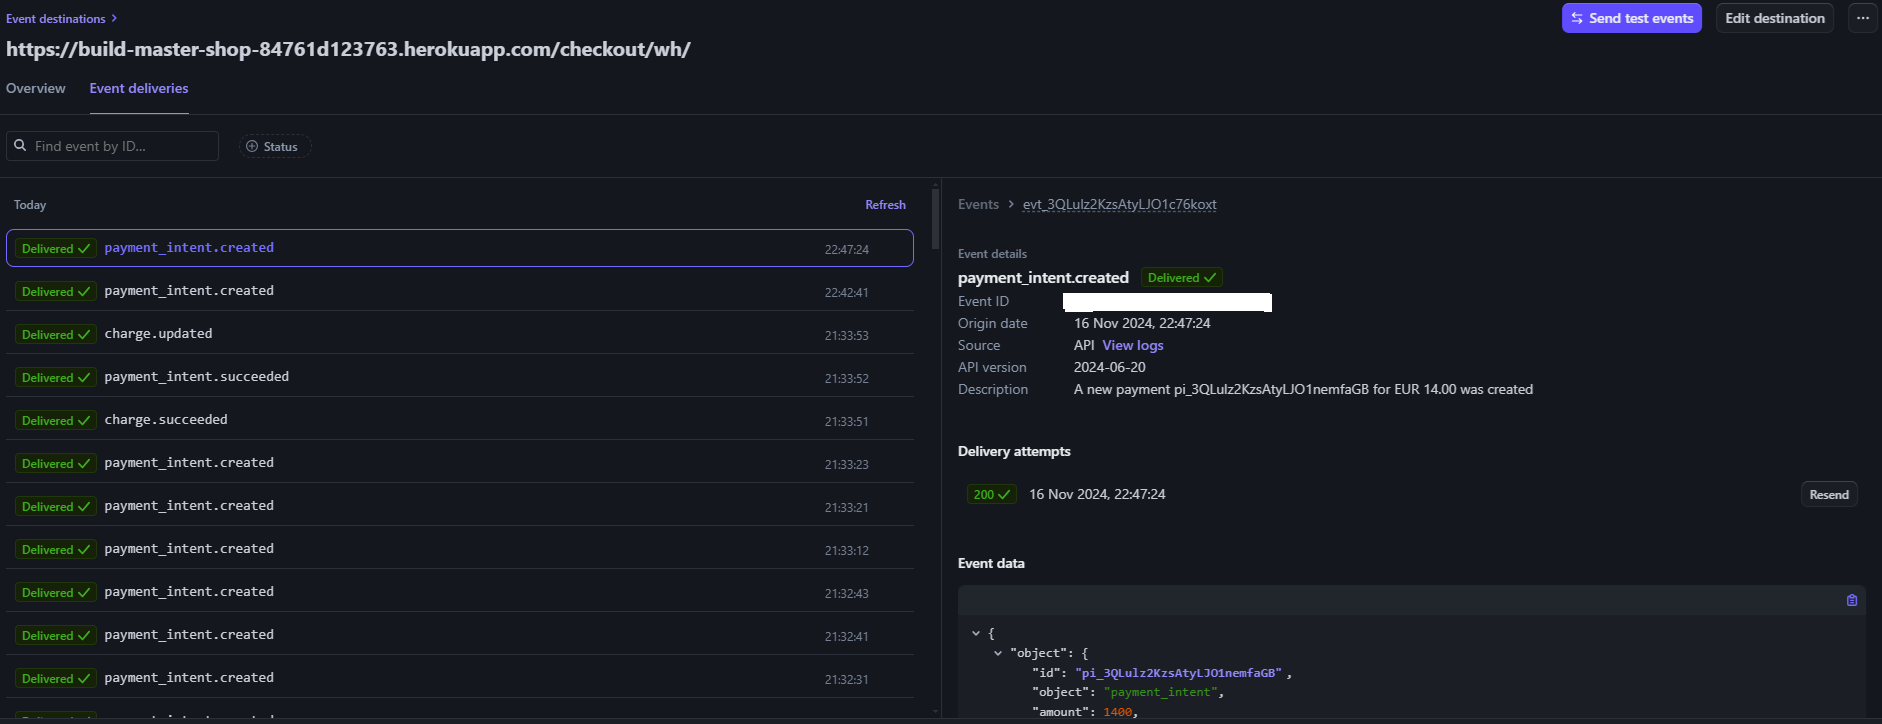 Event destinations
Send test events
Edit destination
https://build-master-shop-84761d123763.herokuapp.com/checkout/wh/
Overview
Event deliveries
Find event by ID...
Status
Today
Refresh
Delivered payment_intent.created 22:47:24
Delivered payment_intent.created 22:42:41
Delivered charge.updated 21:33:53
Delivered payment_intent.succeeded 21:33:52
Delivered charge.succeeded 21:33:51
Delivered payment_intent.created 21:33:23
Delivered payment_intent.created 21:33:21
Delivered payment_intent.created 21:33:12
Delivered payment_intent.created 21:32:43
Delivered payment_intent.created 21:32:41
Delivered payment_intent.created 21:32:31
Events > evt_3QLulz2KzsAtyLJO1c76koxt
Event details
payment_intent.created Delivered
Event ID
Origin date 16 Nov 2024, 22:47:24
Source API View logs
API version 2024-06-20
Description A new payment pi_3QLulz2KzsAtyLJO1nemfaGB for EUR 14.00 was created
Delivery attempts
200 16 Nov 2024, 22:47:24
Resend
Event data
{
"object": {
"id": "pi_3QLulz2KzsAtyLJO1nemfaGB",
"object": "payment_intent",
"amount": 1400,